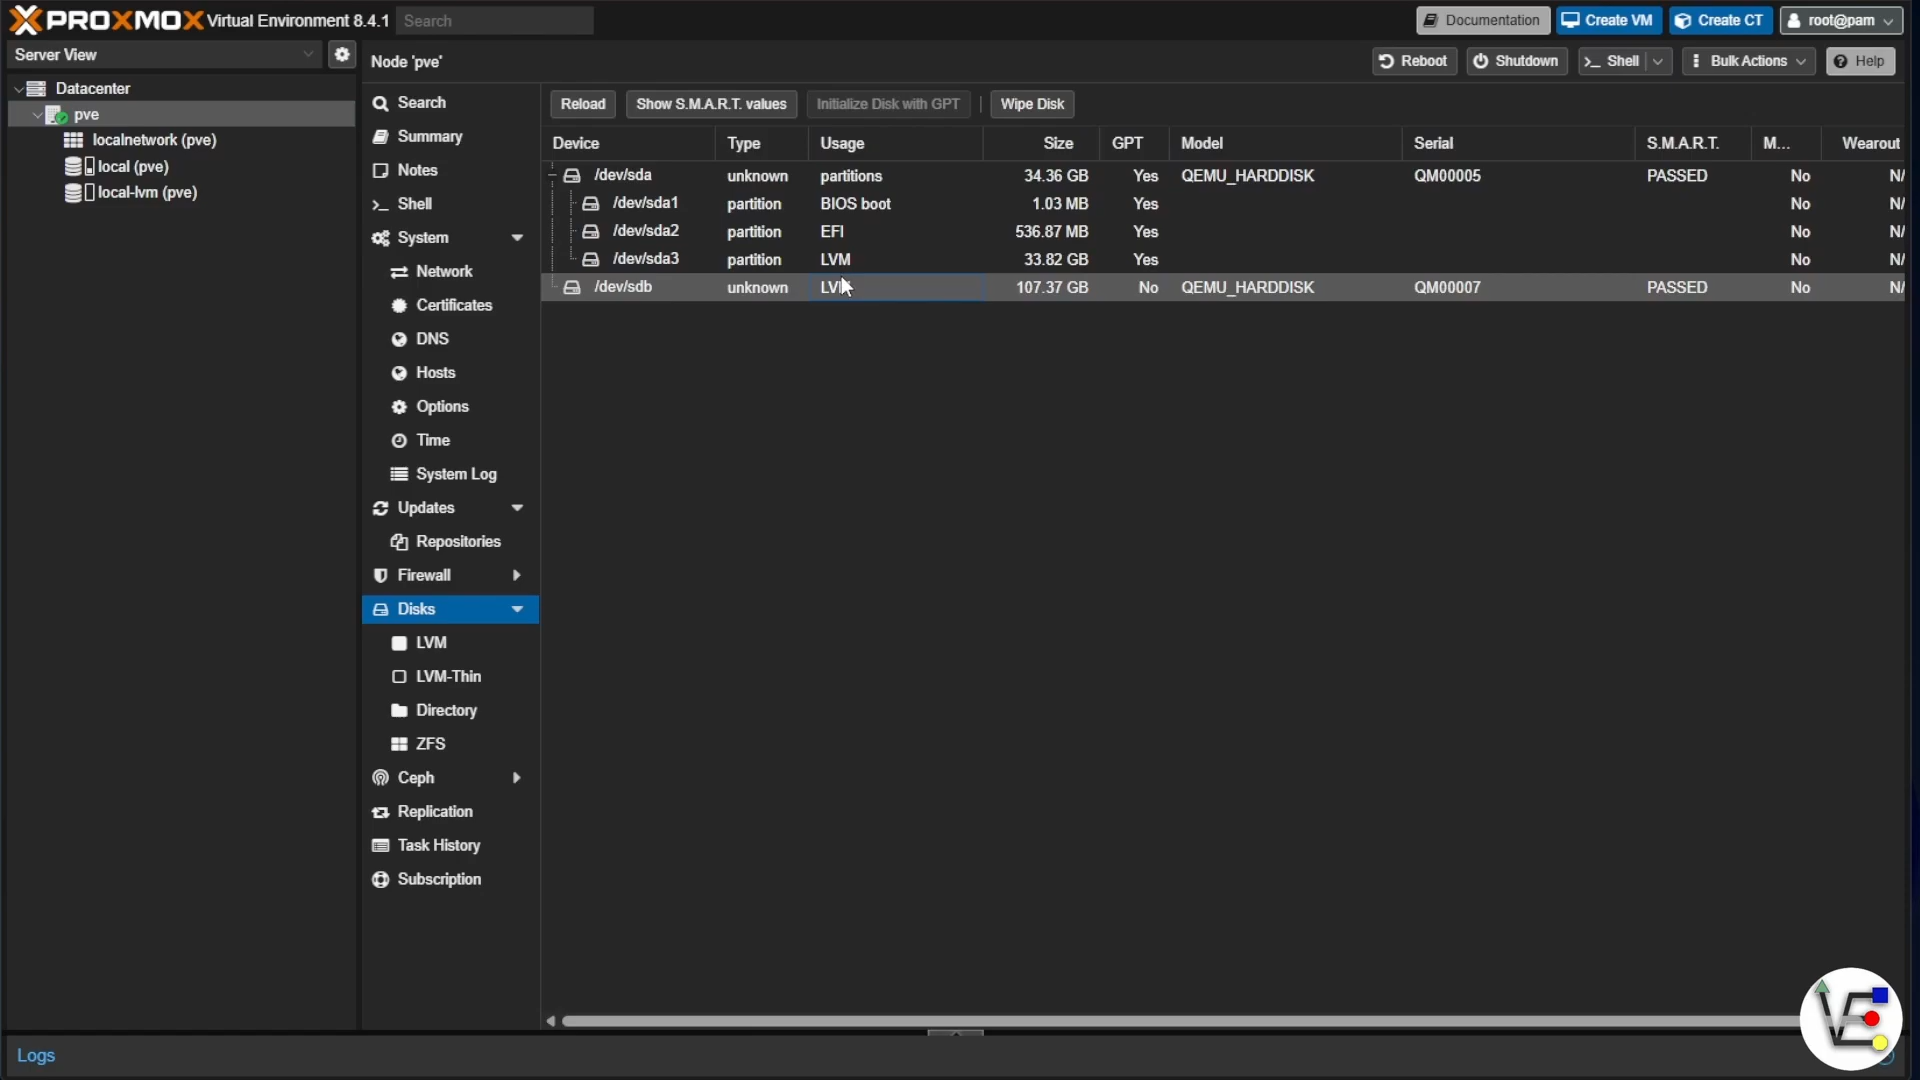 PROXMOX Virtual Environment 8.4.1 Search Documentation Create VM Create CT root@pam
Server View
Node 'pve' Reboot Shutdown >_ Shell Bulk Actions Help
Datacenter
pve
localnetwork (pve)
local (pve)
local-lvm (pve)
Search
Summary
Notes
>_ Shell
System
Network
Certificates
DNS
Hosts
Options
Time
System Log
Updates
Repositories
Firewall
Disks
LVM
LVM-Thin
Directory
ZFS
Ceph
Replication
Task History
Subscription
Reload Show S.M.A.R.T. values Initialize Disk with GPT Wipe Disk
Device Type Usage Size GPT Model Serial S.M.A.R.T. M... Wearout
/dev/sda unknown partitions 34.36 GB Yes QEMU_HARDDISK QM00005 PASSED No N/
/dev/sda1 partition BIOS boot 1.03 MB Yes No N/
/dev/sda2 partition EFI 536.87 MB Yes No N/
/dev/sda3 partition LVM 33.82 GB Yes No N/
/dev/sdb unknown LVM 107.37 GB No QEMU_HARDDISK QM00007 PASSED No N/
Logs